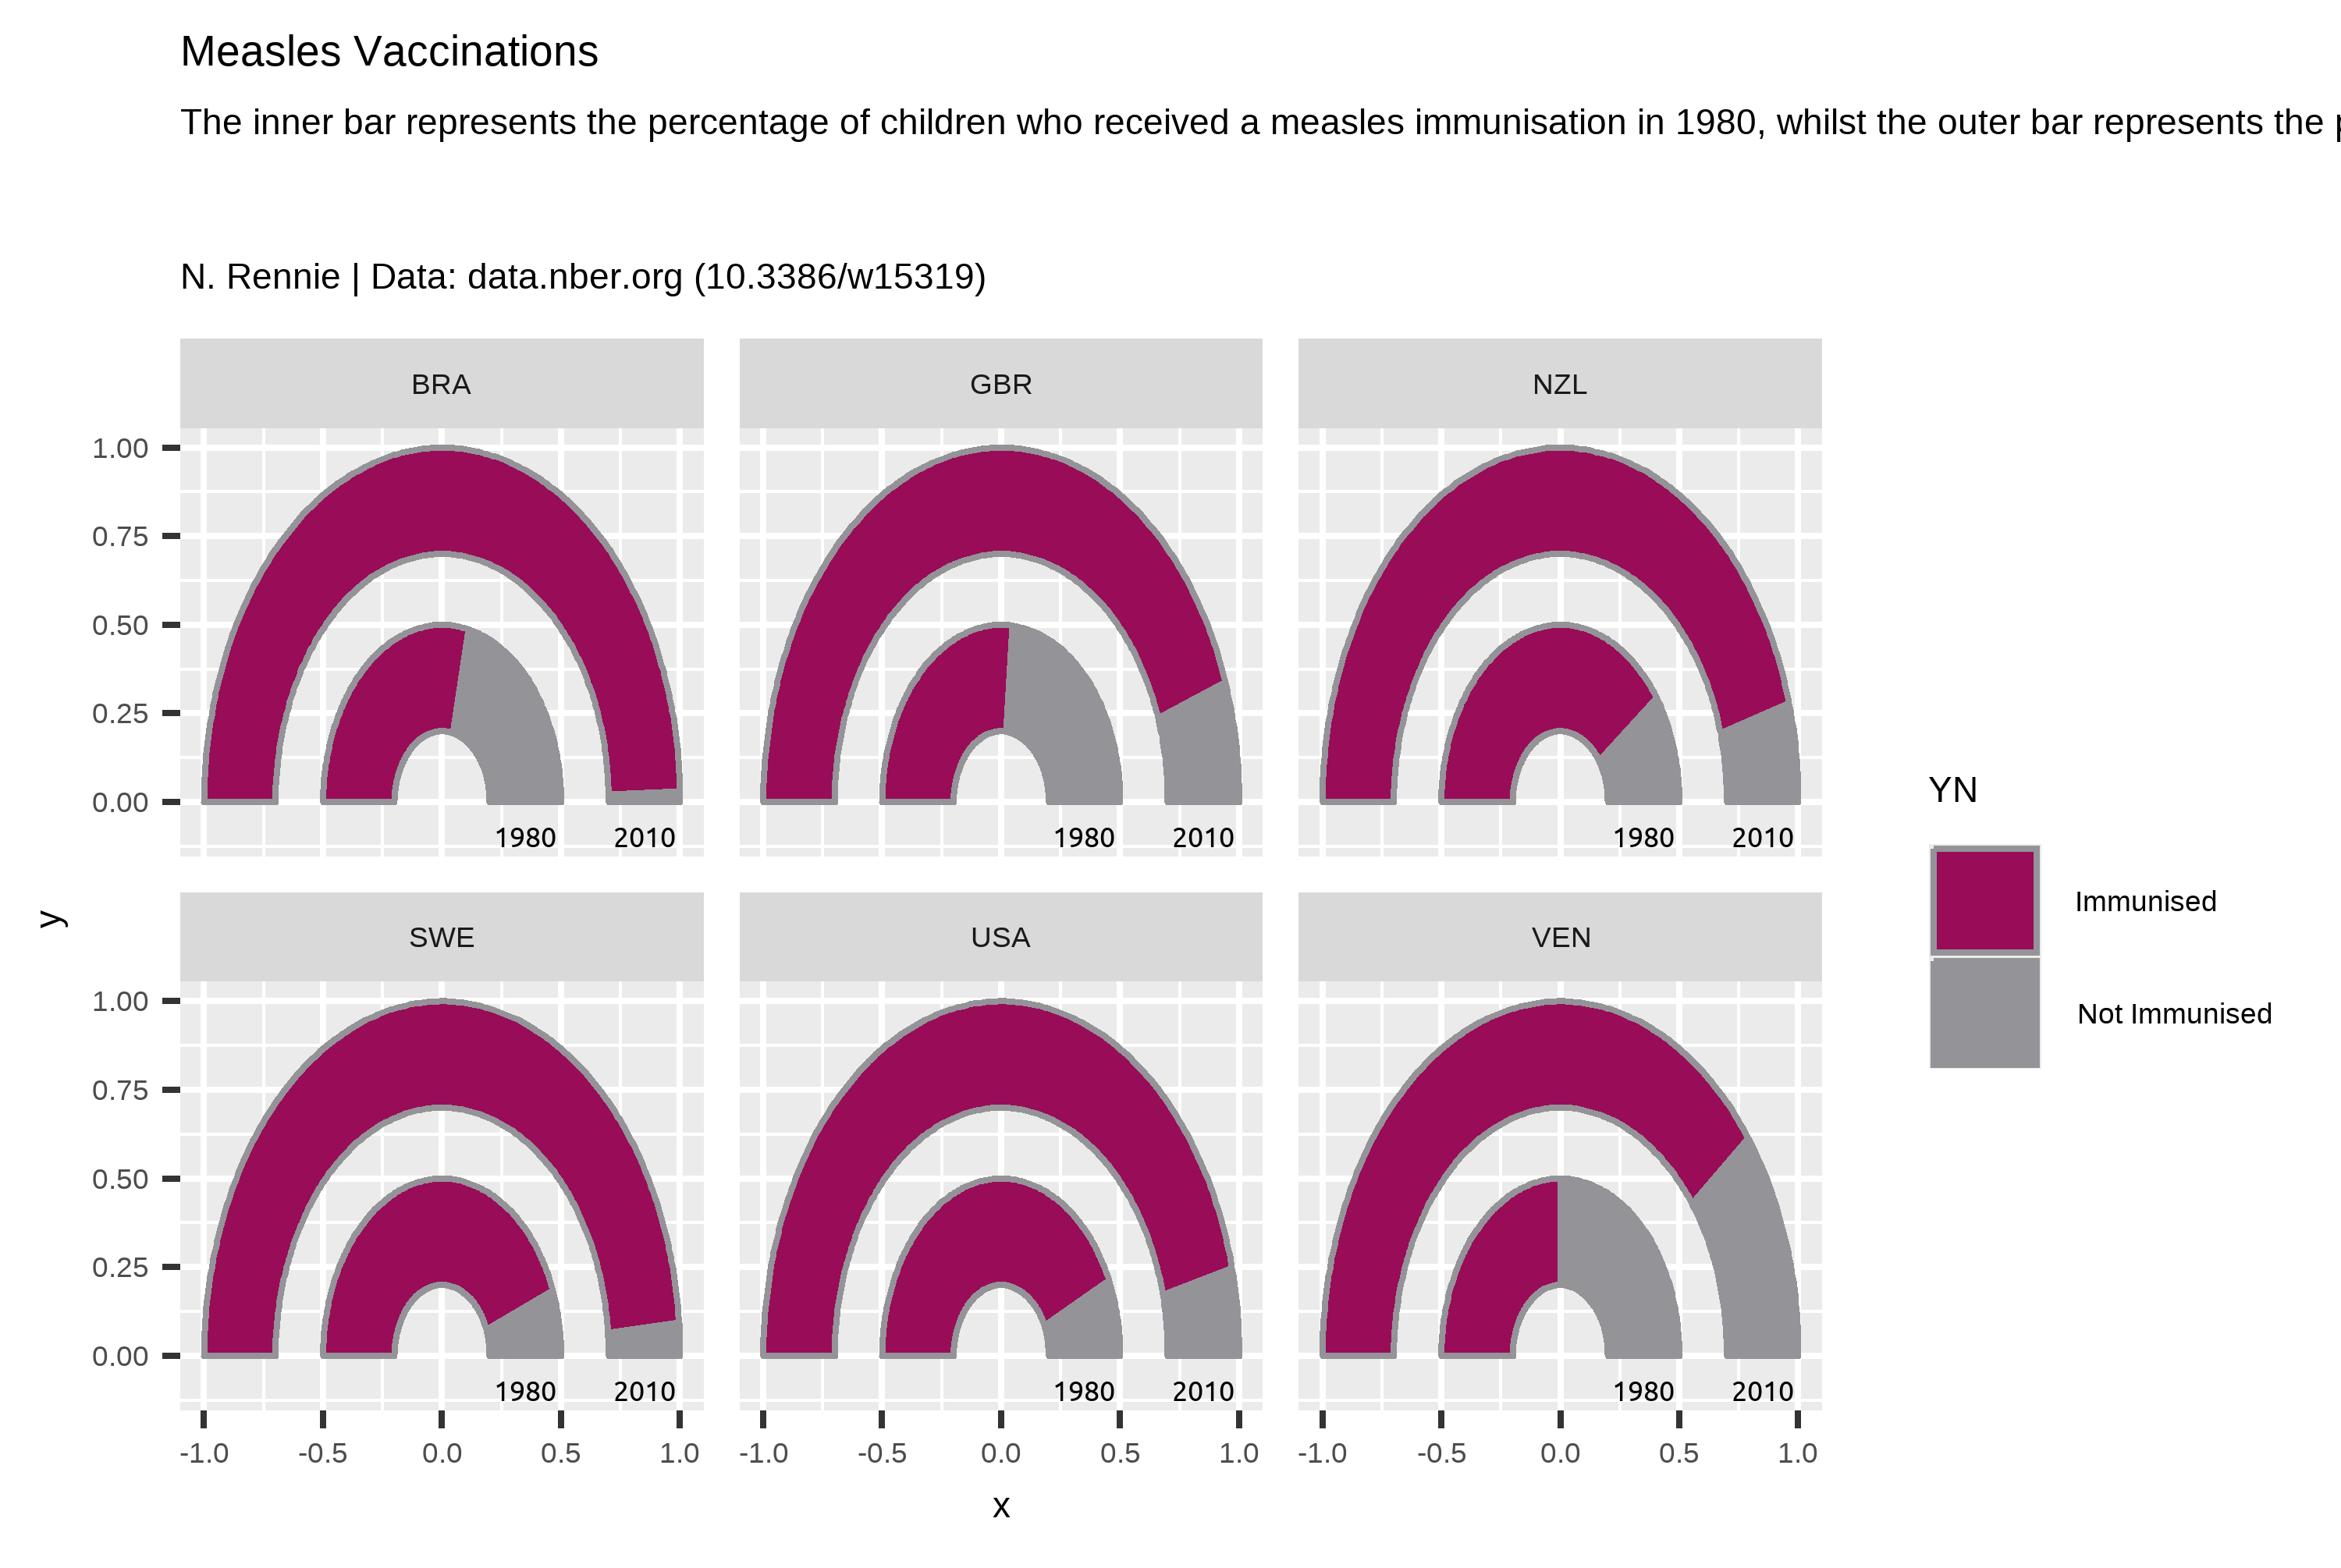 Measles Vaccinations
The inner bar represents the percentage of children who received a measles immunisation in 1980, whilst the outer bar represents the
N. Rennie | Data: data.nber.org (10.3386/w15319)
BRA GBR NZL
1.00
0.75
0.50
0.25
0.00
1980 2010 1980 2010 1980 2010
SWE USA VEN
1.00
0.75
0.50
0.25
0.00
1980 2010 1980 2010 1980 2010
-1.0 -0.5 0.0 0.5 1.0 -1.0 -0.5 0.0 0.5 1.0 -1.0 -0.5 0.0 0.5 1.0
x
y
YN
Immunised
Not Immunised